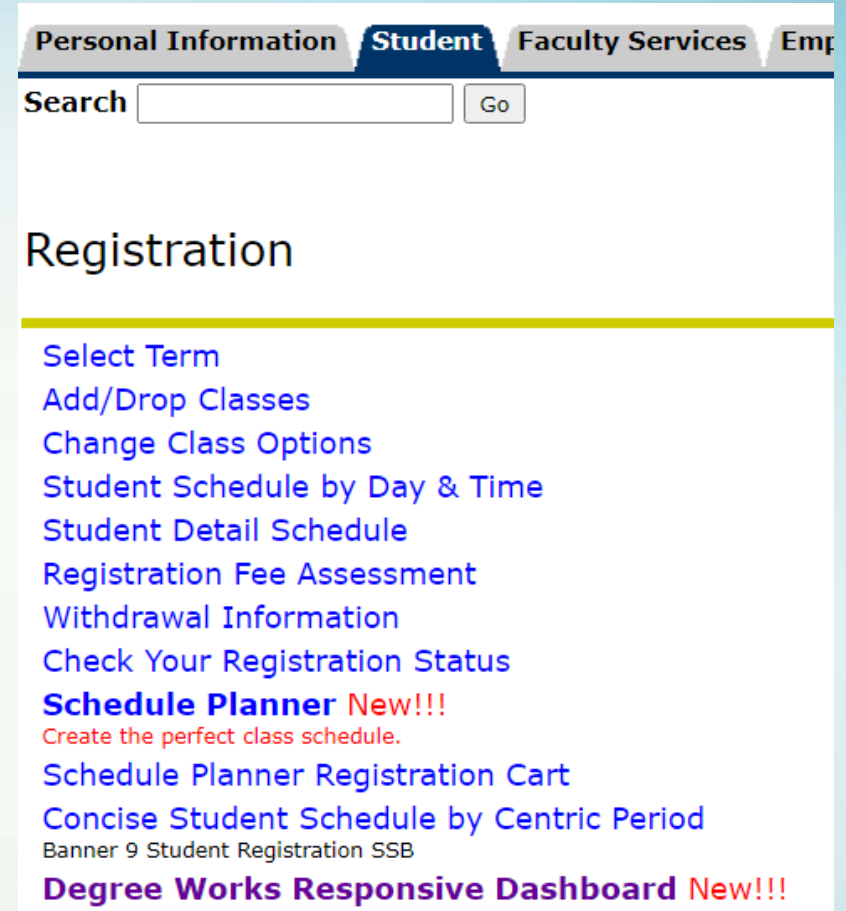 Personal Information Student Faculty Services Emp
Search Go
Registration
Select Term
Add/Drop Classes
Change Class Options
Student Schedule by Day & Time
Student Detail Schedule
Registration Fee Assessment
Withdrawal Information
Check Your Registration Status
Schedule Planner New!!!
Create the perfect class schedule.
Schedule Planner Registration Cart
Concise Student Schedule by Centric Period
Banner 9 Student Registration SSB
Degree Works Responsive Dashboard New!!!